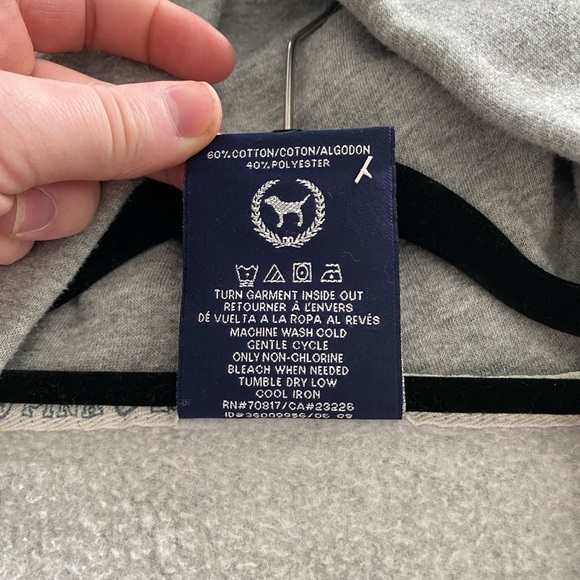 60% COTTON/COTON/ALGODON
40% POLYESTER
TURN GARMENT INSIDE OUT
RETOURNER À L'ENVERS
DÉ VUELTA A LA ROPA AL REVÉS
MACHINE WASH COLD
GENTLE CYCLE
ONLY NON-CHLORINE
BLEACH WHEN NEEDED
TUMBLE DRY LOW
COOL IRON
RN#70817/CA#23226
PINK